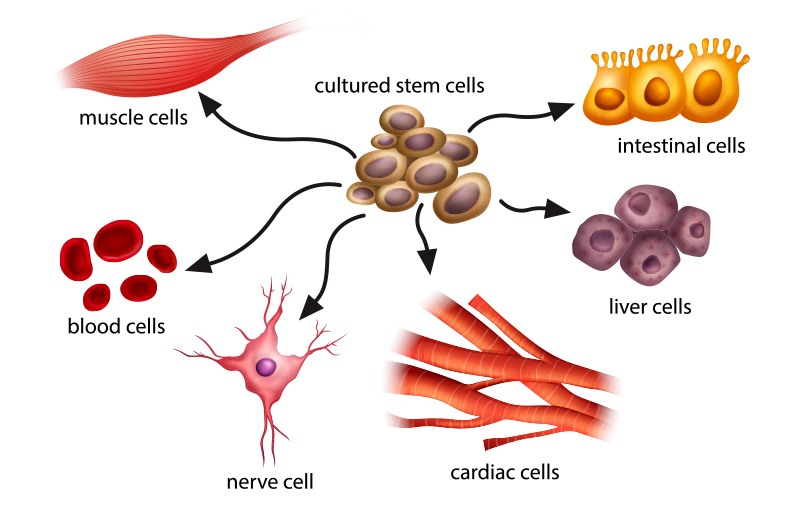 cultured stem cells
muscle cells
intestinal cells
blood cells
liver cells
nerve cell
cardiac cells